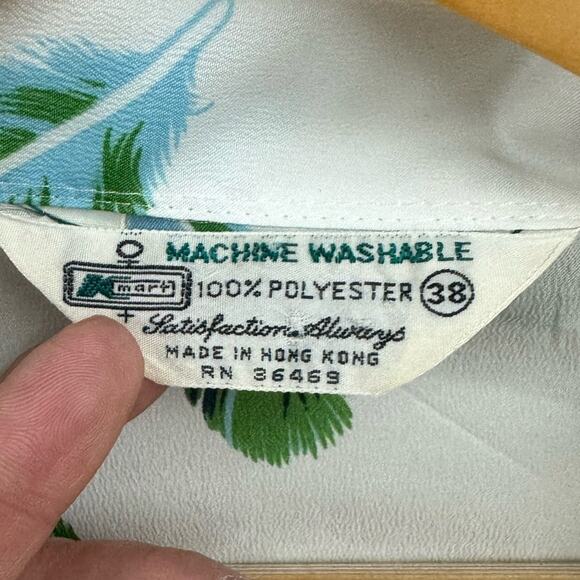 MACHINE WASHABLE
Kmart 100% POLYESTER 38
Satisfaction Always
MADE IN HONG KONG
RN 36469